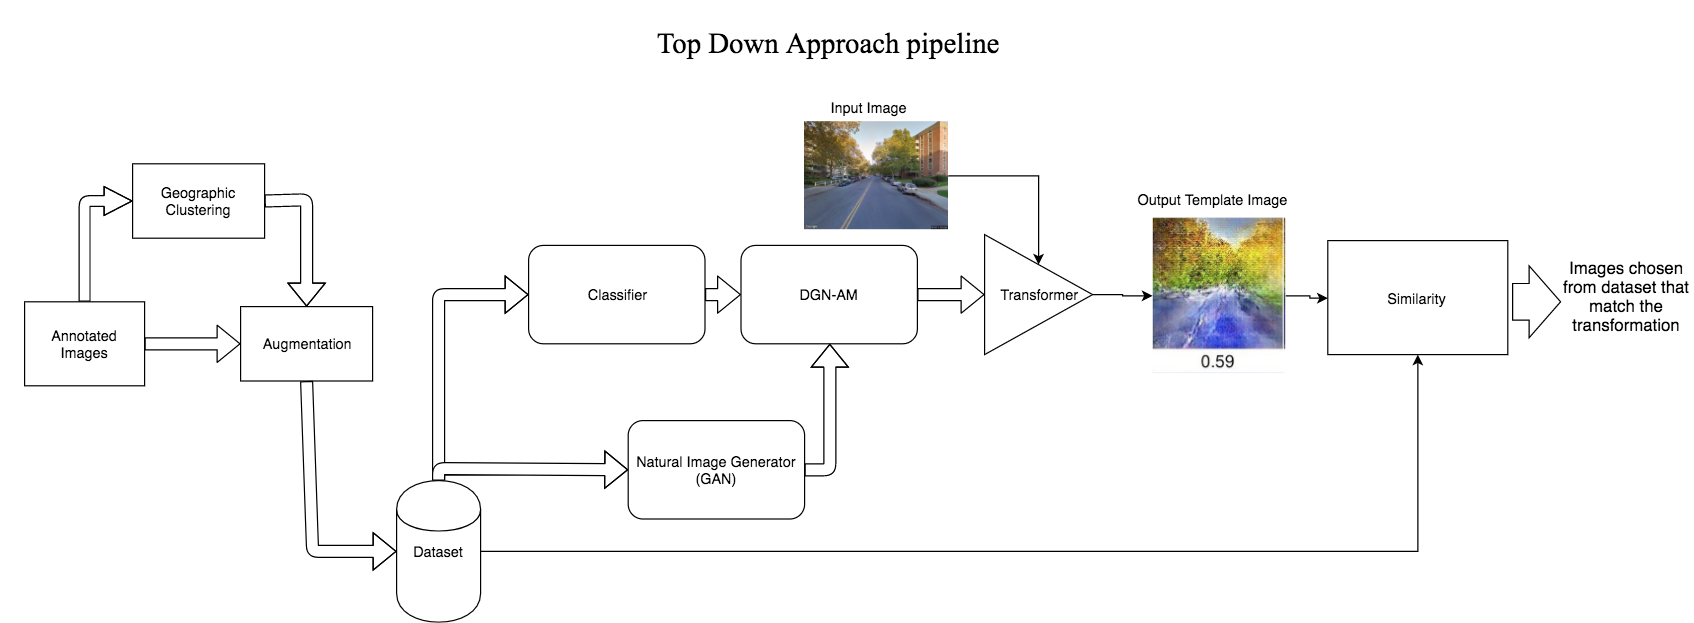 Top Down Approach pipeline
Input Image
Geographic
Clustering
Output Template Image
Annotated
Images
Augmentation
Classifier
DGN-AM
Transformer
0.59
Similarity
Images chosen
from dataset that
match the
transformation
Natural Image Generator
(GAN)
Dataset